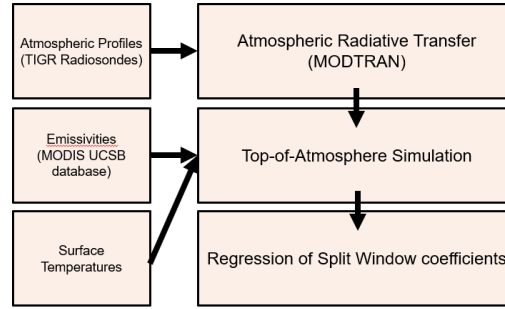 Atmospheric Profiles
(TIGR Radiosondes)
Atmospheric Radiative Transfer
(MODTRAN)
Emissivities
(MODIS UCSB
database)
Top-of-Atmosphere Simulation
Surface
Temperatures
Regression of Split Window coefficients